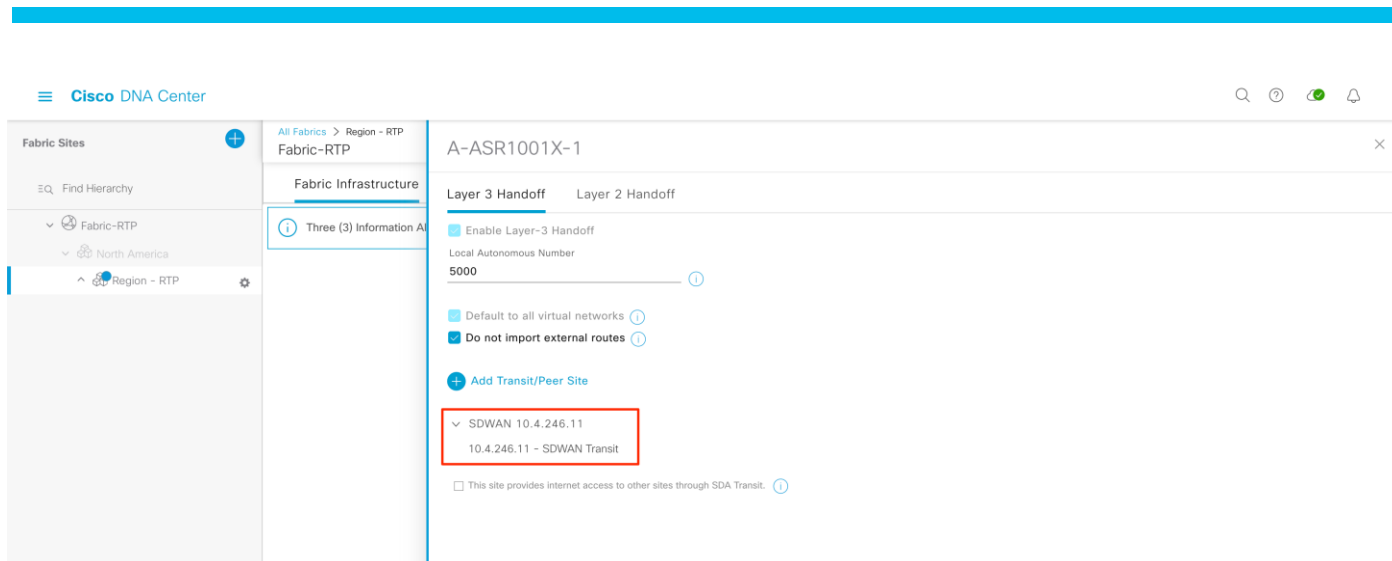 Cisco DNA Center
Fabric Sites
Find Hierarchy
Fabric-RTP
North America
Region - RTP
All Fabrics > Region - RTP
Fabric-RTP
Fabric Infrastructure
Three (3) Information Al
A-ASR1001X-1
Layer 3 Handoff Layer 2 Handoff
Enable Layer-3 Handoff
Local Autonomous Number
5000
Default to all virtual networks
Do not import external routes
Add Transit/Peer Site
SDWAN 10.4.246.11
10.4.246.11 - SDWAN Transit
This site provides internet access to other sites through SDA Transit.